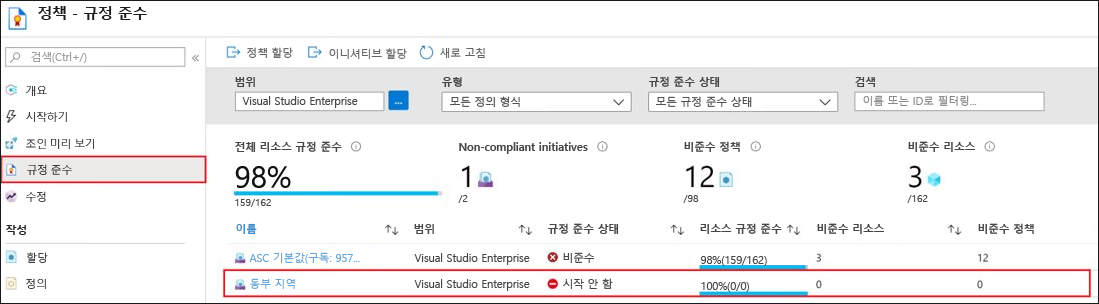 정책 - 규정 준수
검색(Ctrl+/)
«
개요
시작하기
조인 미리 보기
규정 준수
수정
작성
할당
정의
정책 할당 이니셔티브 할당 새로 고침
범위 유형 규정 준수 상태 검색
Visual Studio Enterprise ... 모든 정의 형식 모든 규정 준수 상태 이름 또는 ID로 필터링...
전체 리소스 규정 준수 Non-compliant initiatives 비준수 정책 비준수 리소스
98% 1 12 3
159/162 /2 /98 /162
이름 범위 규정 준수 상태 리소스 규정 준수 비준수 리소스 비준수 정책
ASC 기본값(구독: 957... Visual Studio Enterprise 비준수 98%(159/162) 3 12
동부 지역 Visual Studio Enterprise 시작 안 함 100%(0/0) 0 0